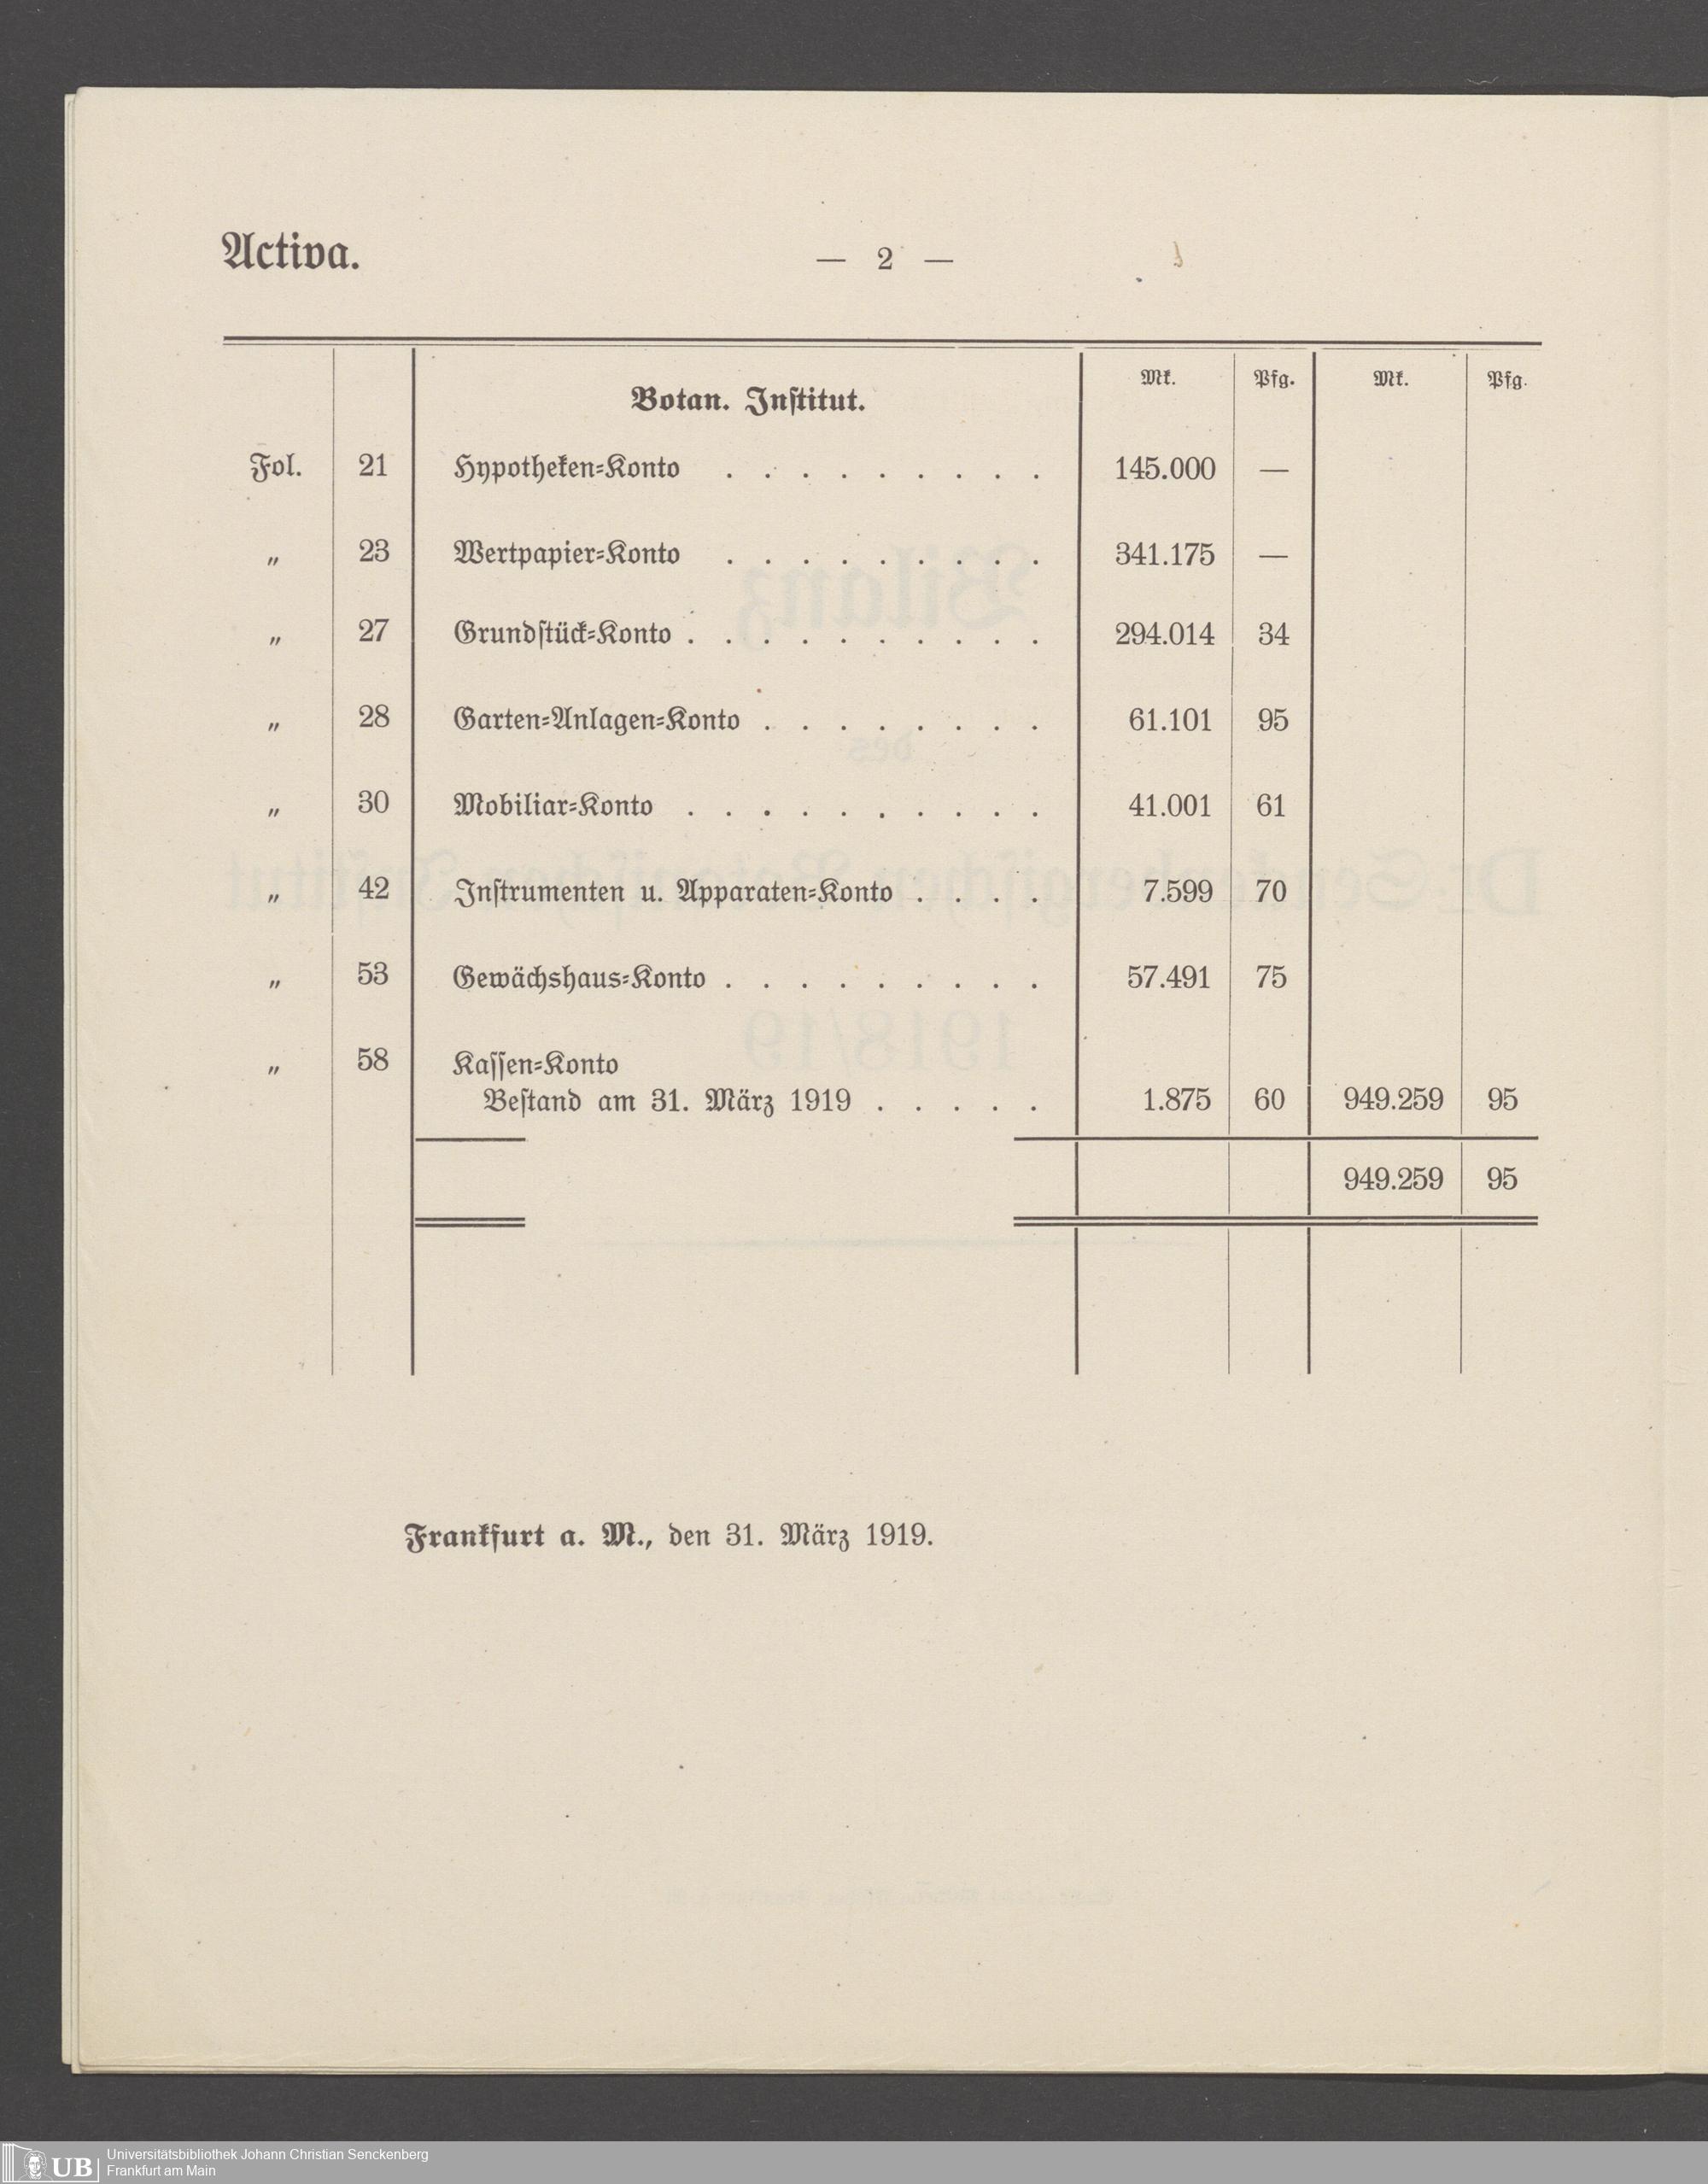 Activa.
— 2 —
Mk. Pfg. Mk. Pfg.
Botan. Institut.
Fol. 21 Hypotheken-Konto . . . . . . . . . 145.000 —
„ 23 Wertpapier-Konto . . . . . . . . . 341.175 —
„ 27 Grundstück-Konto . . . . . . . . . . 294.014 34
„ 28 Garten-Anlagen-Konto . . . . . . . . 61.101 95
„ 30 Mobiliar-Konto . . . . . . . . . . 41.001 61
„ 42 Instrumenten u. Apparaten-Konto . . . . 7.599 70
„ 53 Gewächshaus-Konto . . . . . . . . . 57.491 75
„ 58 Kassen-Konto
Bestand am 31. März 1919 . . . . . 1.875 60 949.259 95
949.259 95
Frankfurt a. M., den 31. März 1919.
UB Universitätsbibliothek Johann Christian Senckenberg
Frankfurt am Main